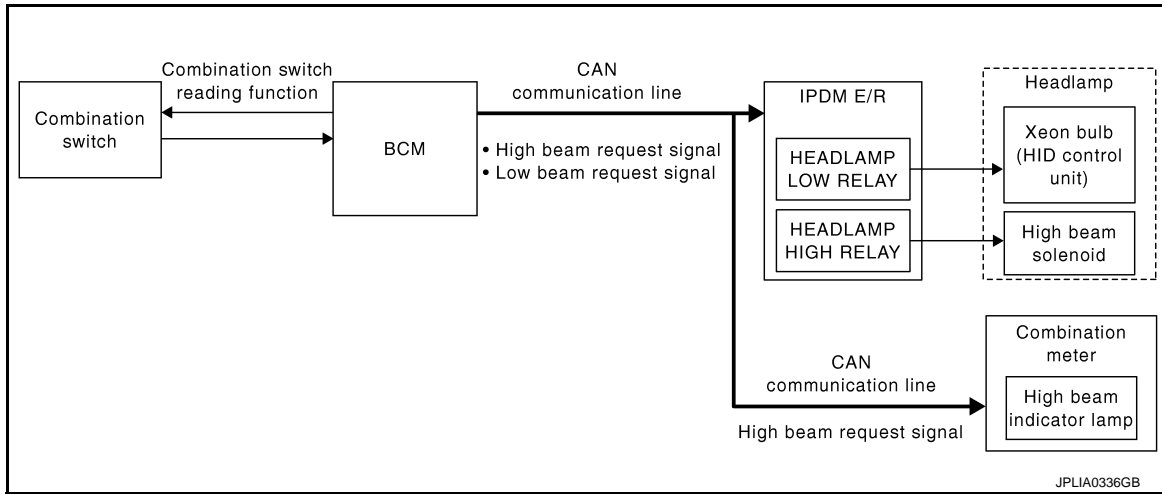 Combination switch
reading function
Combination
switch
BCM
CAN
communication line
• High beam request signal
• Low beam request signal
IPDM E/R
HEADLAMP
LOW RELAY
HEADLAMP
HIGH RELAY
Headlamp
Xeon bulb
(HID control
unit)
High beam
solenoid
CAN
communication line
High beam request signal
Combination
meter
High beam
indicator lamp
JPLIA0336GB